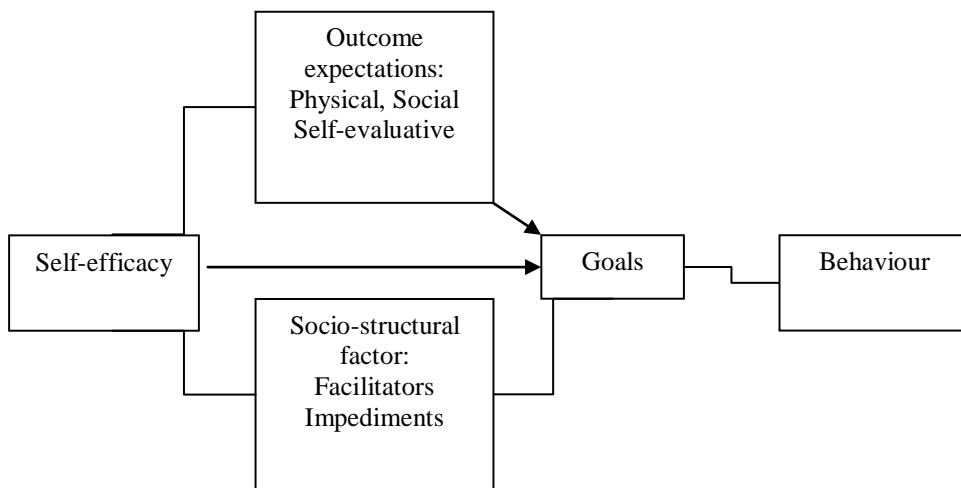 Outcome
expectations:
Physical, Social
Self-evaluative
Self-efficacy
Goals
Behaviour
Socio-structural
factor:
Facilitators
Impediments